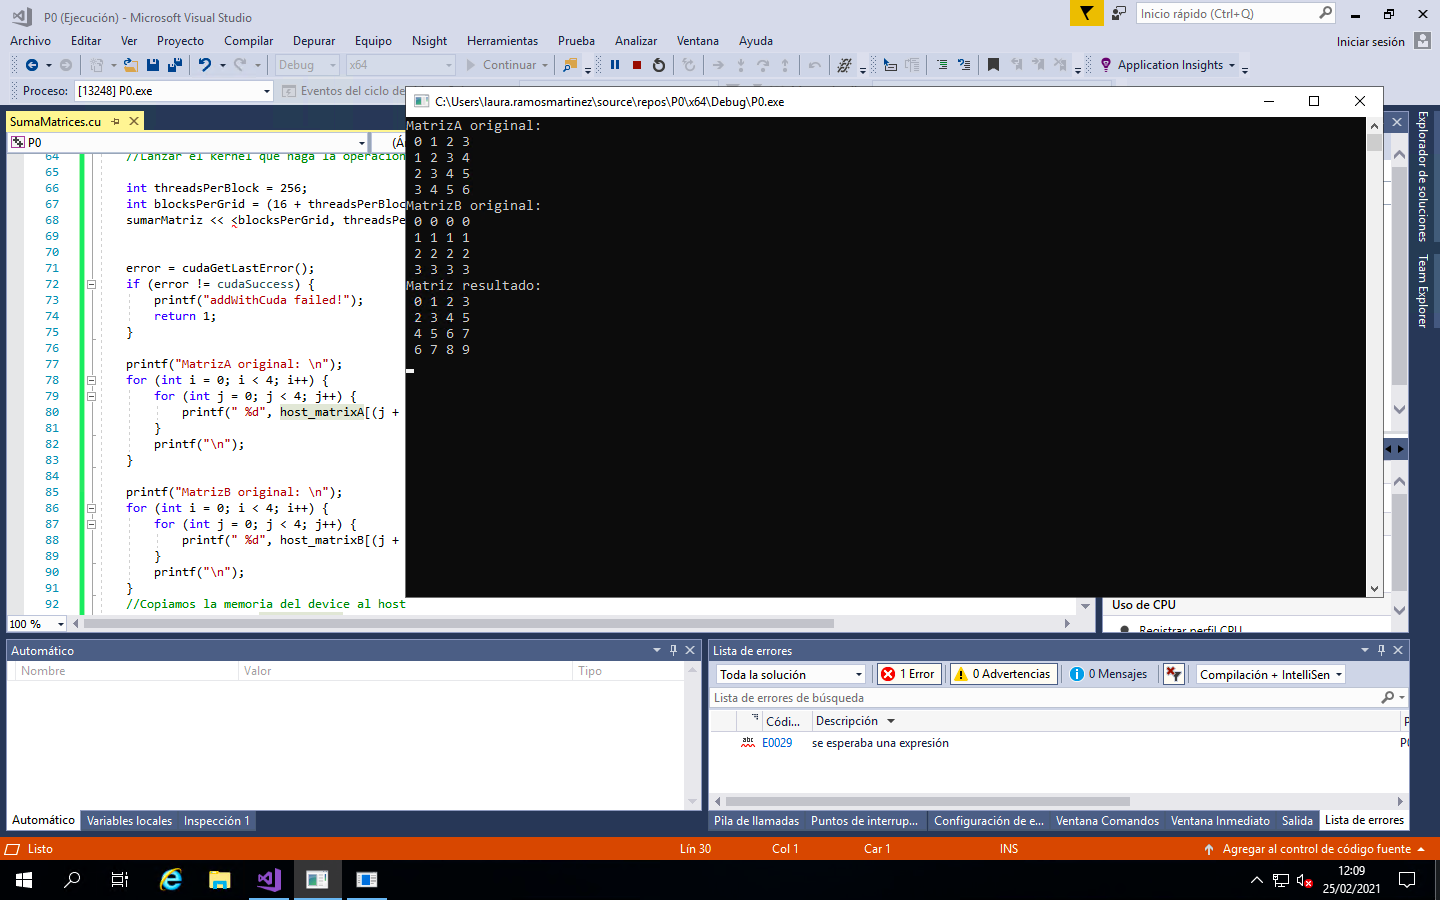 P0 (Ejecución) - Microsoft Visual Studio
Inicio rápido (Ctrl+Q)
Archivo Editar Ver Proyecto Compilar Depurar Equipo Nsight Herramientas Prueba Analizar Ventana Ayuda
Iniciar sesión
Debug x64 Continuar Application Insights
Proceso: [13248] P0.exe Eventos del ciclo de
C:\Users\laura.ramosmartinez\source\repos\P0\x64\Debug\P0.exe
SumaMatrices.cu
P0
64 //Lanzar el kernel que haga la operacion
65
66 int threadsPerBlock = 256;
67 int blocksPerGrid = (16 + threadsPerBloc
68 sumarMatriz << <blocksPerGrid, threadsPe
69
70
71 error = cudaGetLastError();
72 if (error != cudaSuccess) {
73 printf("addWithCuda failed!");
74 return 1;
75 }
76
77 printf("MatrizA original: \n");
78 for (int i = 0; i < 4; i++) {
79 for (int j = 0; j < 4; j++) {
80 printf(" %d", host_matrixA[(j +
81 }
82 printf("\n");
83 }
84
85 printf("MatrizB original: \n");
86 for (int i = 0; i < 4; i++) {
87 for (int j = 0; j < 4; j++) {
88 printf(" %d", host_matrixB[(j +
89 }
90 printf("\n");
91 }
92 //Copiamos la memoria del device al host
100 %
MatrizA original:
0 1 2 3
1 2 3 4
2 3 4 5
3 4 5 6
MatrizB original:
0 0 0 0
1 1 1 1
2 2 2 2
3 3 3 3
Matriz resultado:
0 1 2 3
2 3 4 5
4 5 6 7
6 7 8 9
Explorador de soluciones
Team Explorer
Uso de CPU
Registrar perfil CPU
Automático
Nombre Valor Tipo
Automático Variables locales Inspección 1
Lista de errores
Toda la solución 1 Error 0 Advertencias 0 Mensajes Compilación + IntelliSen
Lista de errores de búsqueda
Códi... Descripción P
abc E0029 se esperaba una expresión P0
Pila de llamadas Puntos de interrup... Configuración de e... Ventana Comandos Ventana Inmediato Salida Lista de errores
Listo Lín 30 Col 1 Car 1 INS Agregar al control de código fuente
12:09
25/02/2021